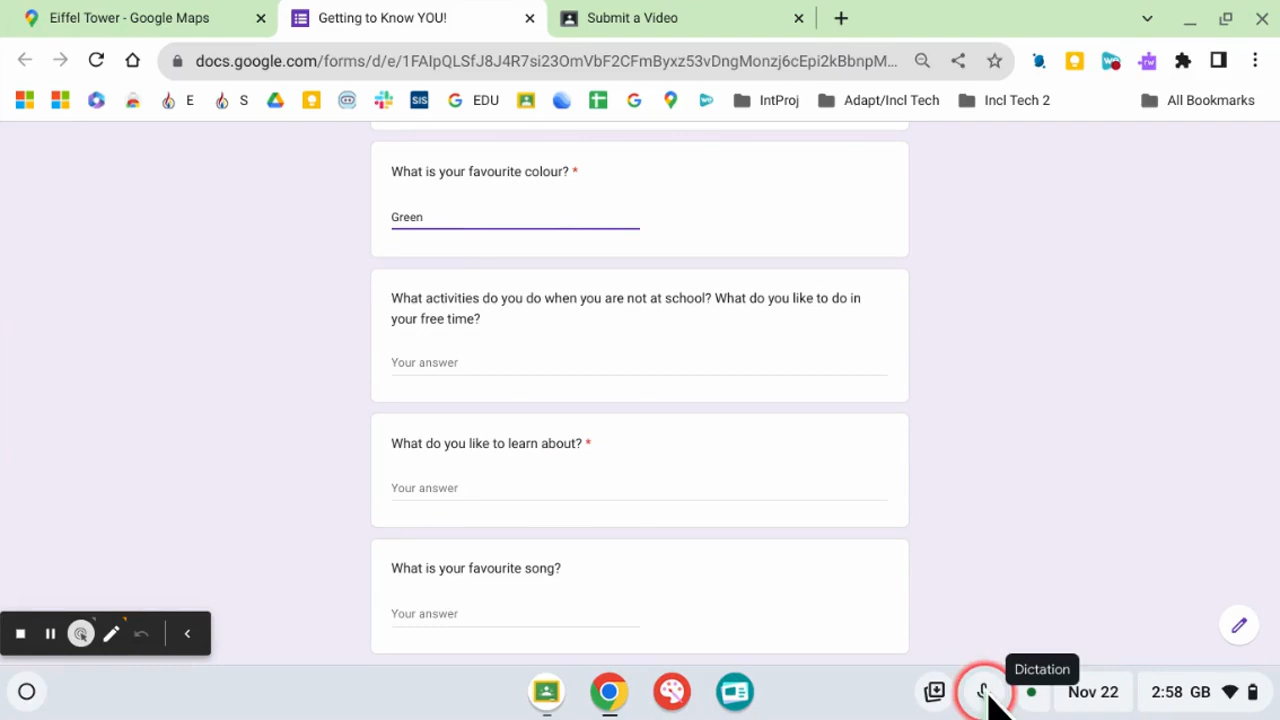 Eiffel Tower - Google Maps
Getting to Know YOU!
Submit a Video
docs.google.com/forms/d/e/1FAIpQLSfJ8J4R7si23OmVbF2CFmByxz53vDngMonzj6cEpi2kBbnpM...
E
S
SIS
EDU
IntProj
Adapt/Incl Tech
Incl Tech 2
All Bookmarks
What is your favourite colour? *
Green
What activities do you do when you are not at school? What do you like to do in
your free time?
Your answer
What do you like to learn about? *
Your answer
What is your favourite song?
Your answer
Dictation
Nov 22
2:58 GB